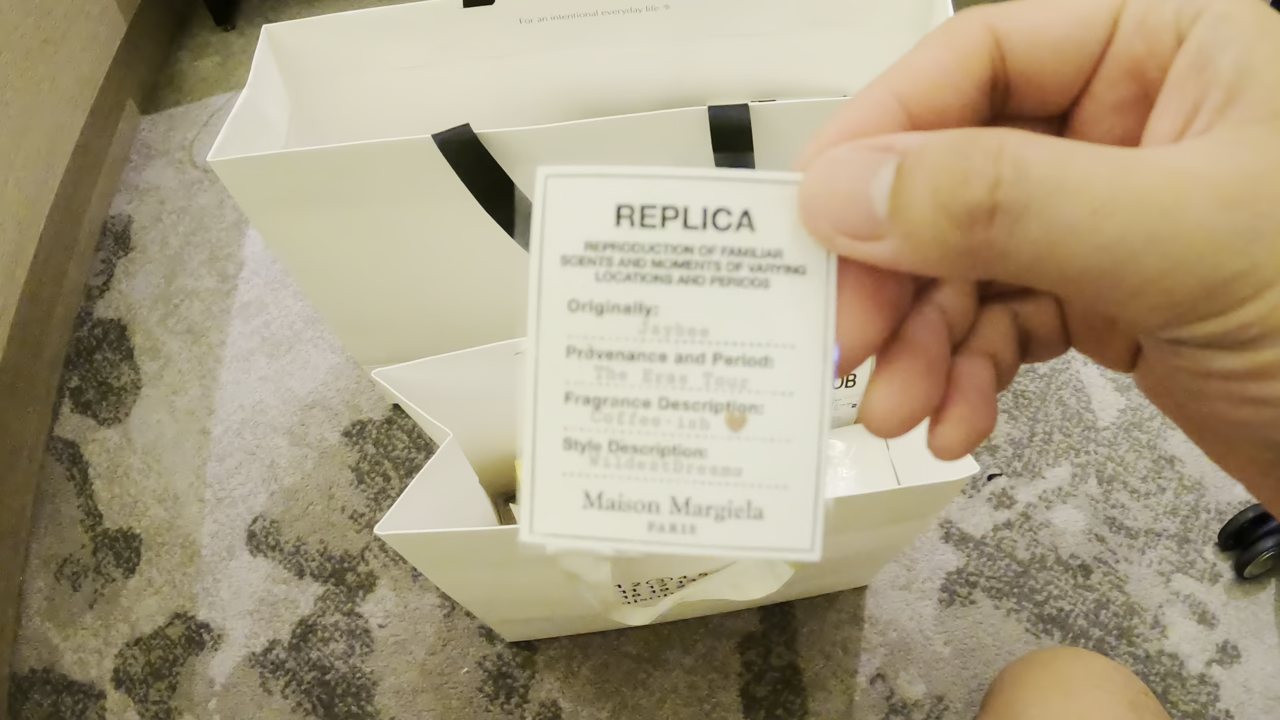 For an intentional everyday life.
REPLICA
REPRODUCTION OF FAMILIAR
SCENTS AND MOMENTS OF VARYING
LOCATIONS AND PERIODS
Originally:
Jaybee
Provenance and Period:
The Eras Tour
Fragrance Description:
Coffee-ish
Style Description:
WildestDreams
Maison Margiela
PARIS
OB